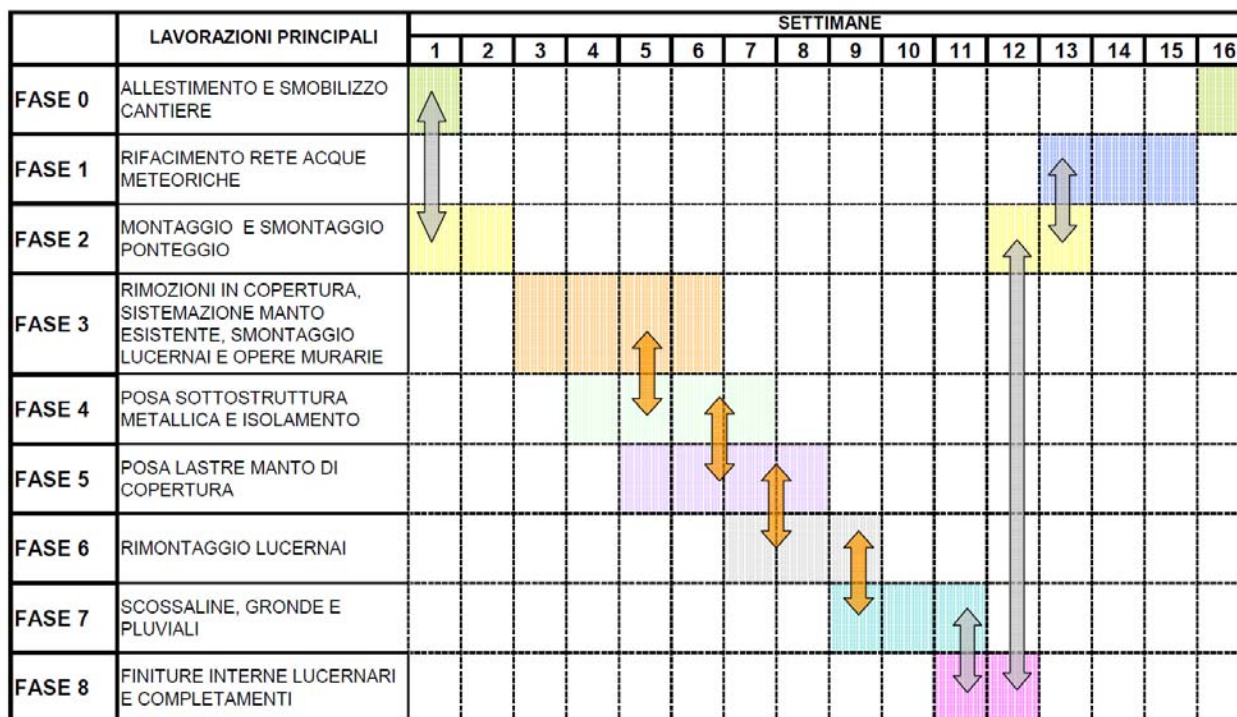 LAVORAZIONI PRINCIPALI
SETTIMANE
1 2 3 4 5 6 7 8 9 10 11 12 13 14 15 16
FASE 0
ALLESTIMENTO E SMOBILIZZO
CANTIERE
FASE 1
RIFACIMENTO RETE ACQUE
METEORICHE
FASE 2
MONTAGGIO E SMONTAGGIO
PONTEGGIO
FASE 3
RIMOZIONI IN COPERTURA,
SISTEMAZIONE MANTO
ESISTENTE, SMONTAGGIO
LUCERNAI E OPERE MURARIE
FASE 4
POSA SOTTOSTRUTTURA
METALLICA E ISOLAMENTO
FASE 5
POSA LASTRE MANTO DI
COPERTURA
FASE 6
RIMONTAGGIO LUCERNAI
FASE 7
SCOSSALINE, GRONDE E
PLUVIALI
FASE 8
FINITURE INTERNE LUCERNARI
E COMPLETAMENTI